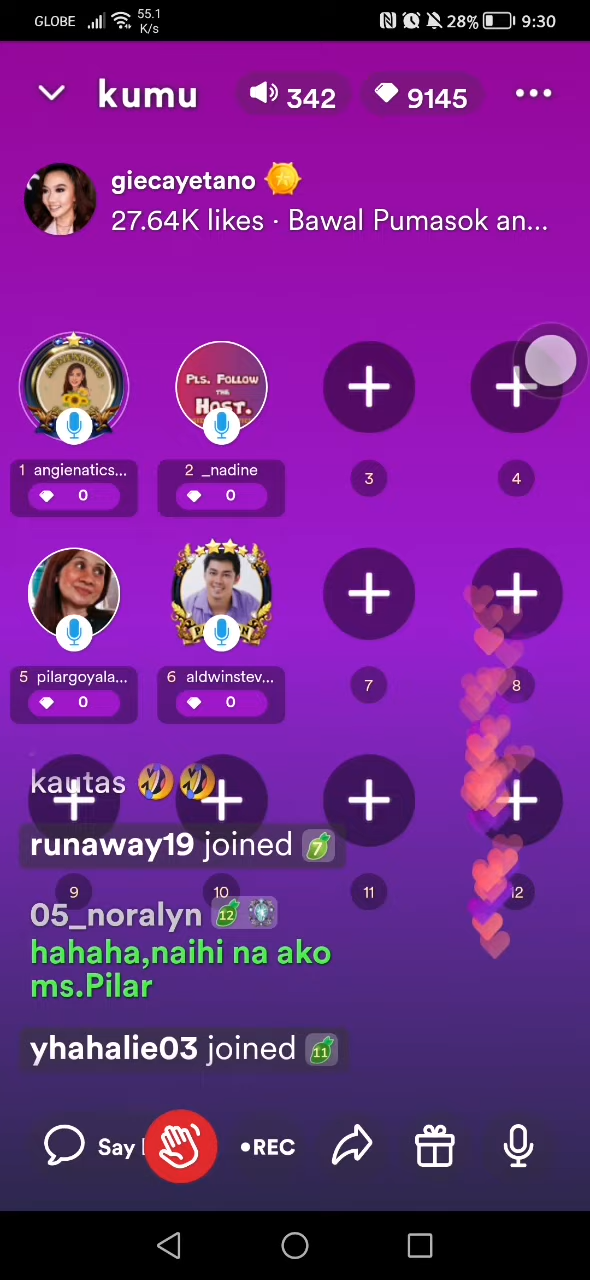 GLOBE 55.1 K/s 28% 9:30
kumu 342 9145
giecayetano
27.64K likes · Bawal Pumasok an...
PLS. FOLLOW
THE
HOST.
1 angienatics... 2 _nadine 3 4
0 0
5 pilargoyala... 6 aldwinstev... 7 8
0 0
kautas 🤣🤣
runaway19 joined 7
9 10 11 12
05_noralyn 12
hahaha,naihi na ako
ms.Pilar
yhahalie03 joined 11
Say •REC